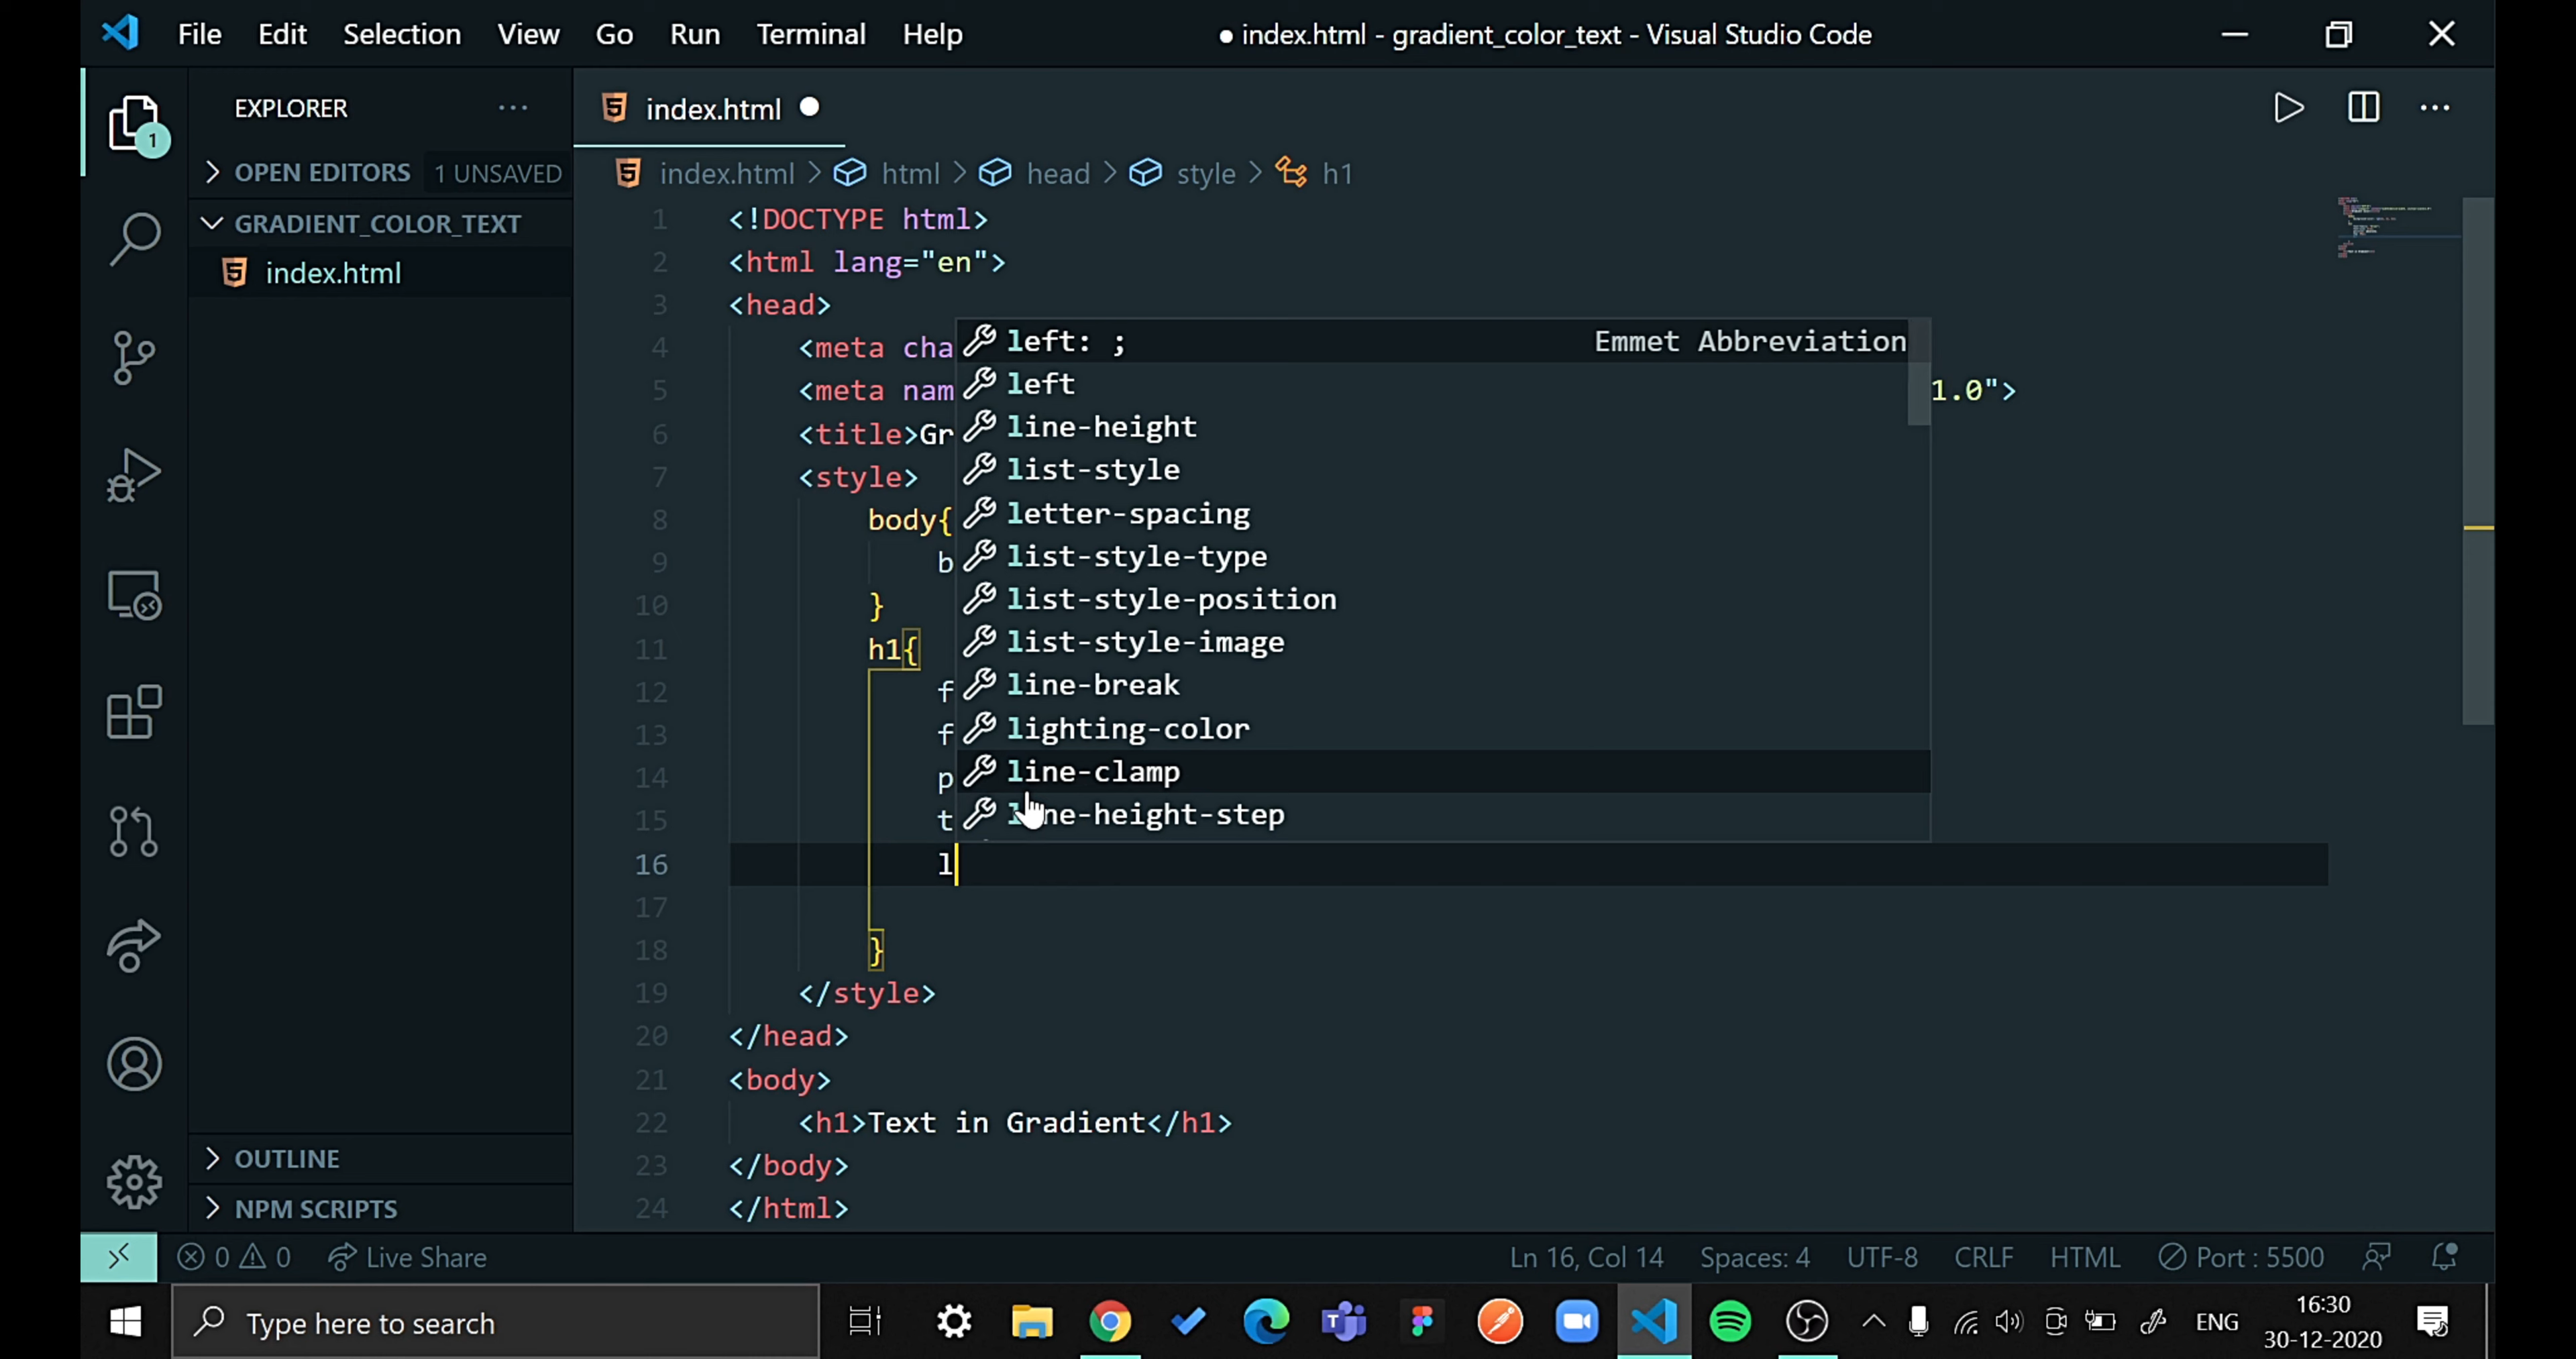 File Edit Selection View Go Run Terminal Help
● index.html - gradient_color_text - Visual Studio Code
EXPLORER
1
OPEN EDITORS 1 UNSAVED
GRADIENT_COLOR_TEXT
index.html
OUTLINE
NPM SCRIPTS
index.html
index.html > html > head > style > h1
1 <!DOCTYPE html>
2 <html lang="en">
3 <head>
4 <meta cha
5 <meta nam 1.0">
6 <title>Gr
7 <style>
8 body{
9 b
10 }
11 h1{
12 f
13 f
14 p
15 t
16 l
17
18 }
19 </style>
20 </head>
21 <body>
22 <h1>Text in Gradient</h1>
23 </body>
24 </html>
left: ; Emmet Abbreviation
left
line-height
list-style
letter-spacing
list-style-type
list-style-position
list-style-image
line-break
lighting-color
line-clamp
line-height-step
0 0 Live Share
Ln 16, Col 14 Spaces: 4 UTF-8 CRLF HTML Port : 5500
Type here to search
ENG
16:30
30-12-2020